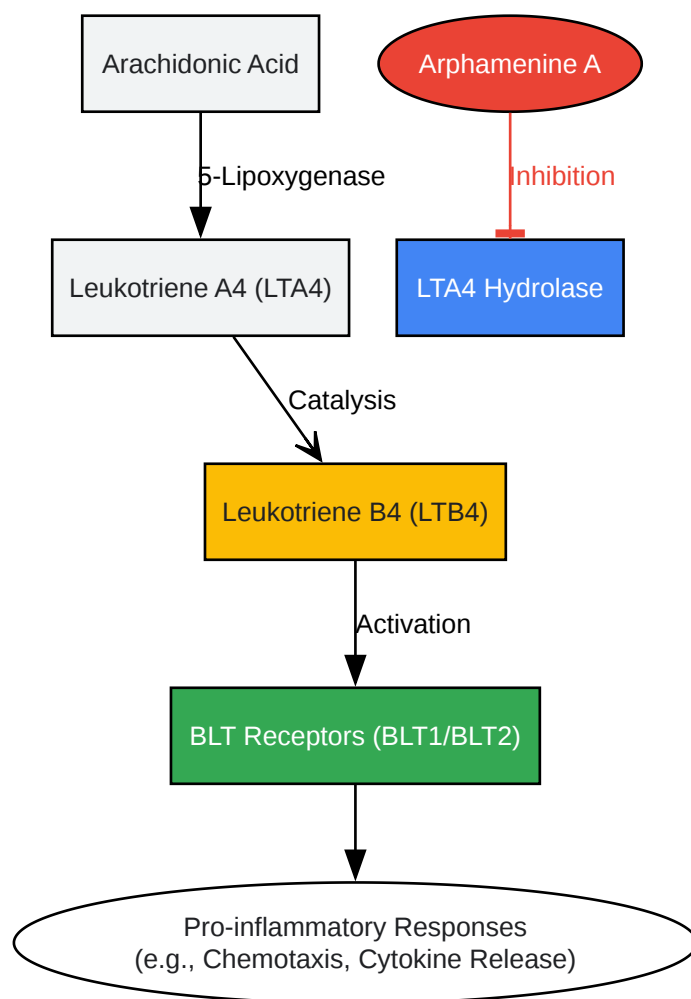 Arachidonic Acid
Arphamenine A
5-Lipoxygenase
Inhibition
Leukotriene A4 (LTA4)
LTA4 Hydrolase
Catalysis
Leukotriene B4 (LTB4)
Activation
BLT Receptors (BLT1/BLT2)
Pro-inflammatory Responses
(e.g., Chemotaxis, Cytokine Release)